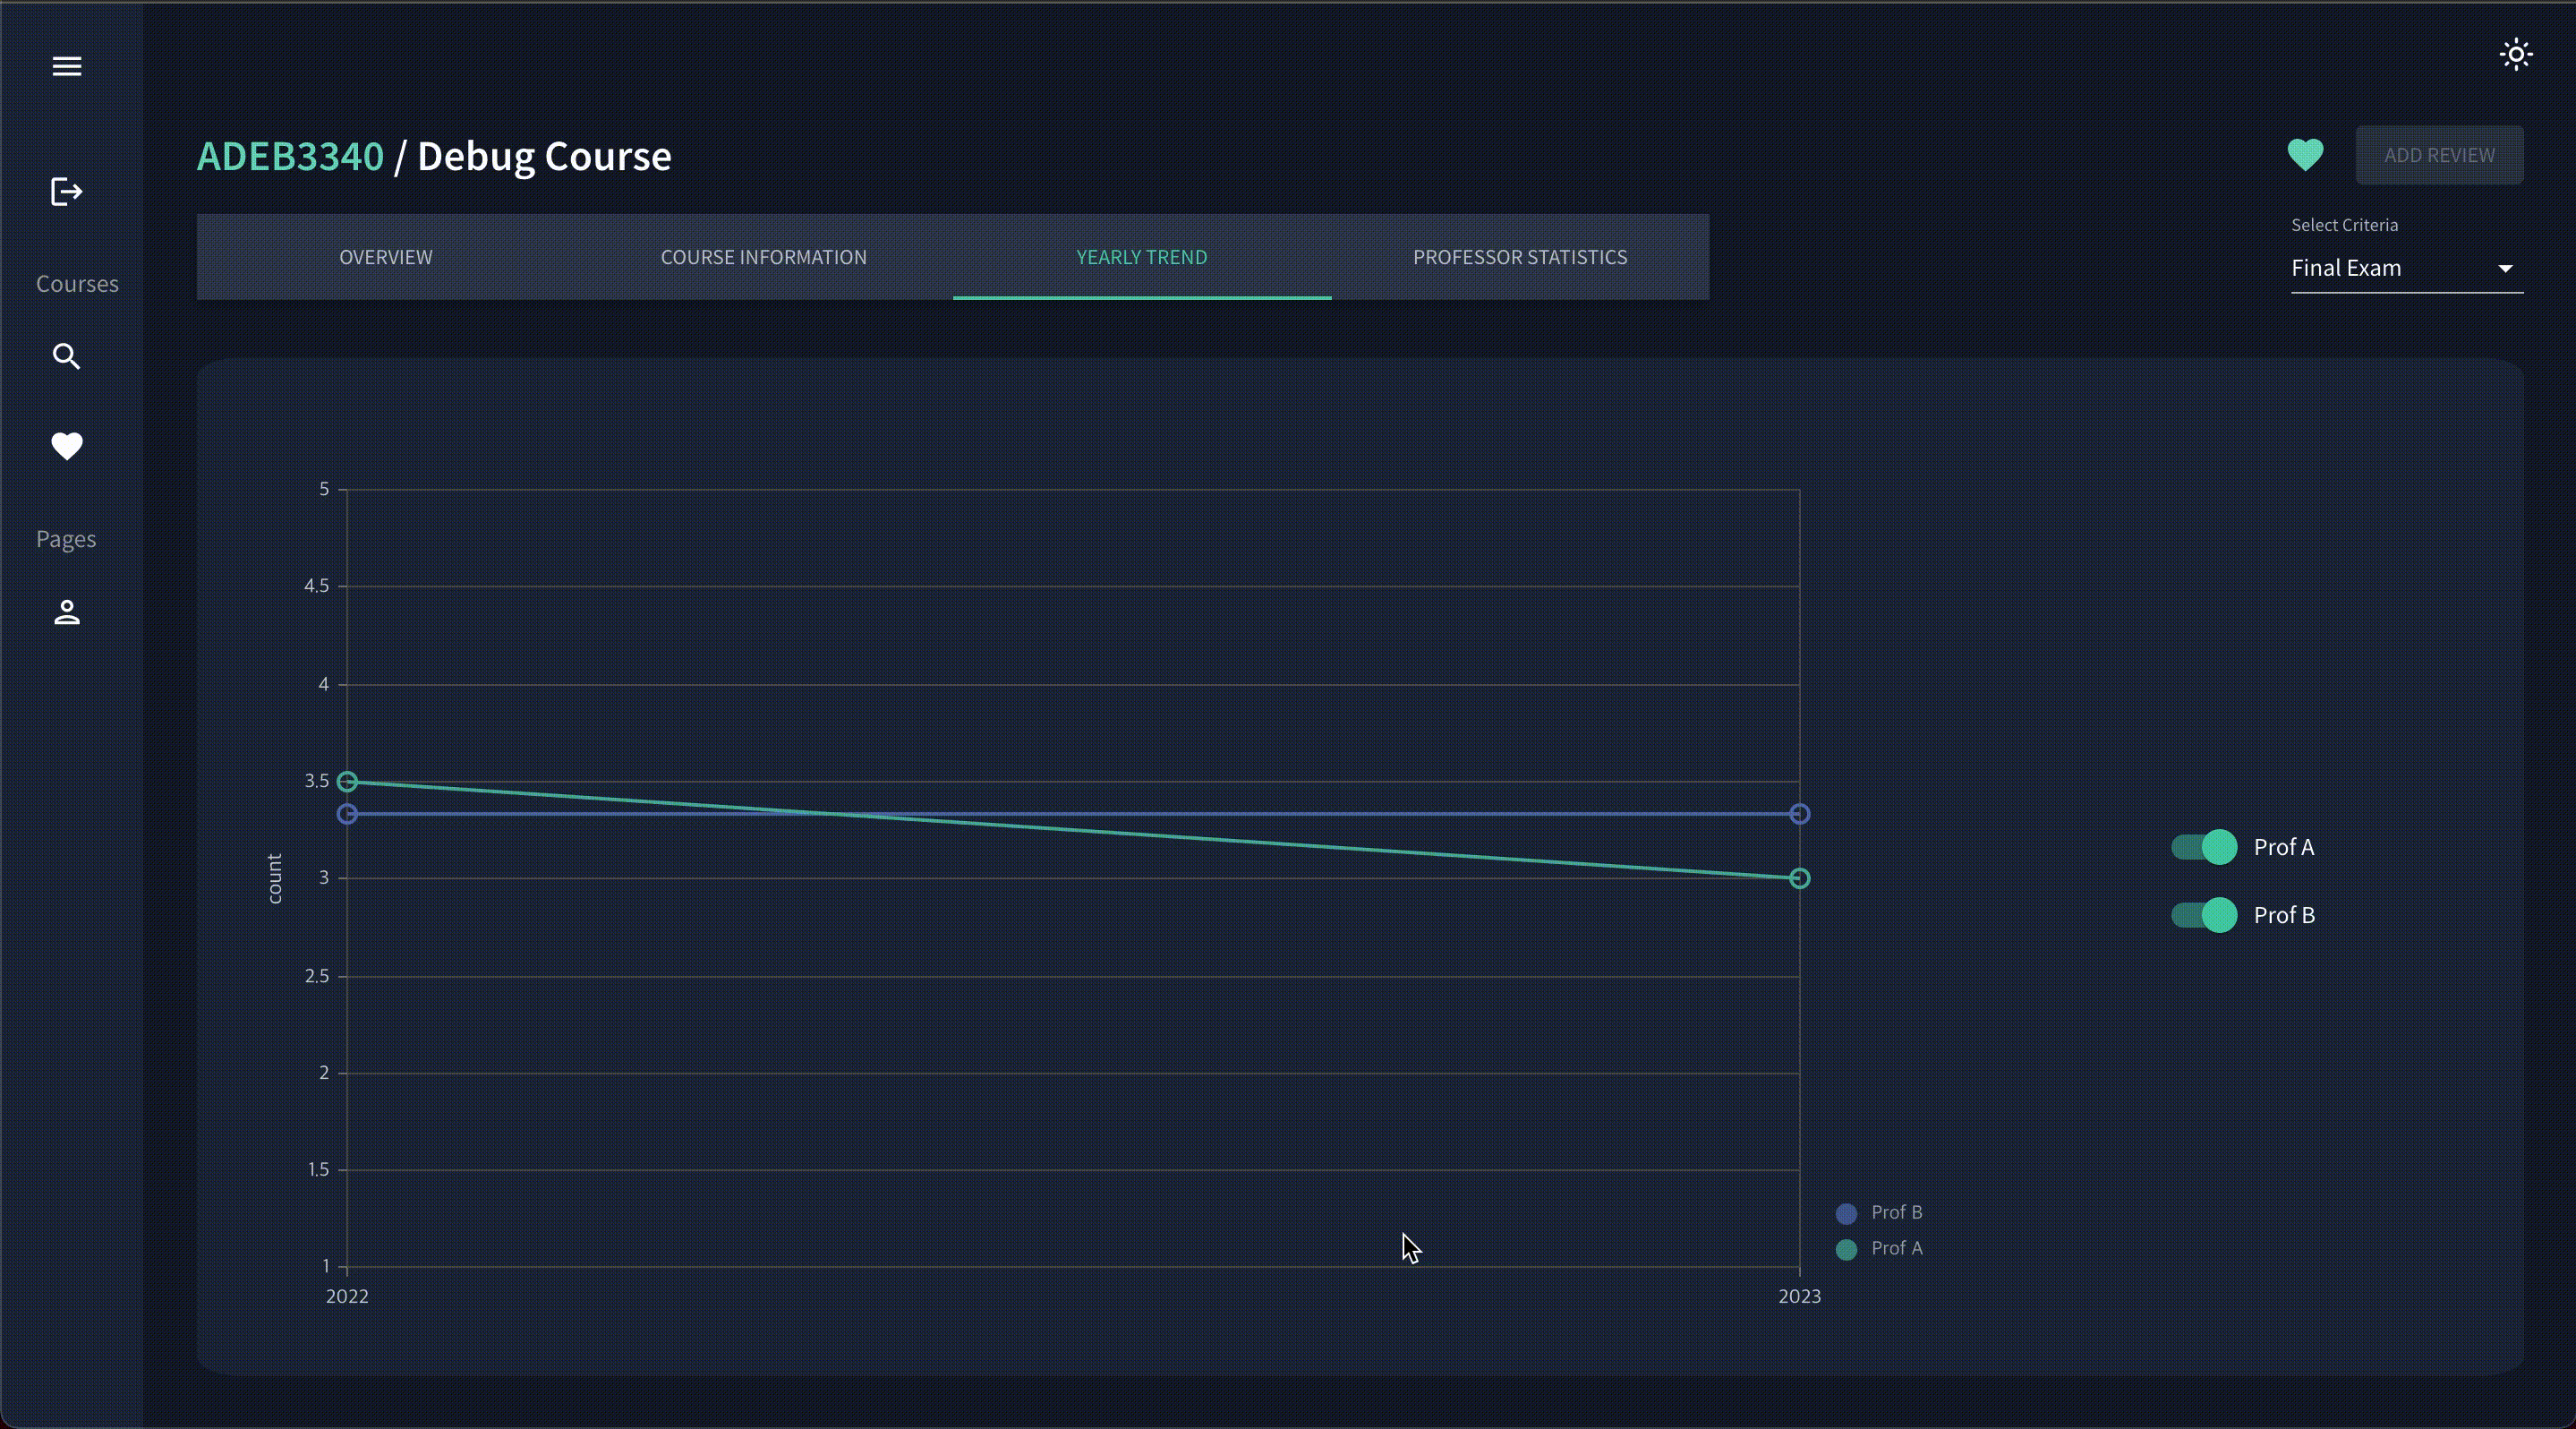 ADEB3340 / Debug Course
ADD REVIEW
OVERVIEW
COURSE INFORMATION
YEARLY TREND
PROFESSOR STATISTICS
Select Criteria
Final Exam
Courses
Pages
5
4.5
4
3.5
3
2.5
2
1.5
1
count
2022
2023
Prof B
Prof A
Prof A
Prof B